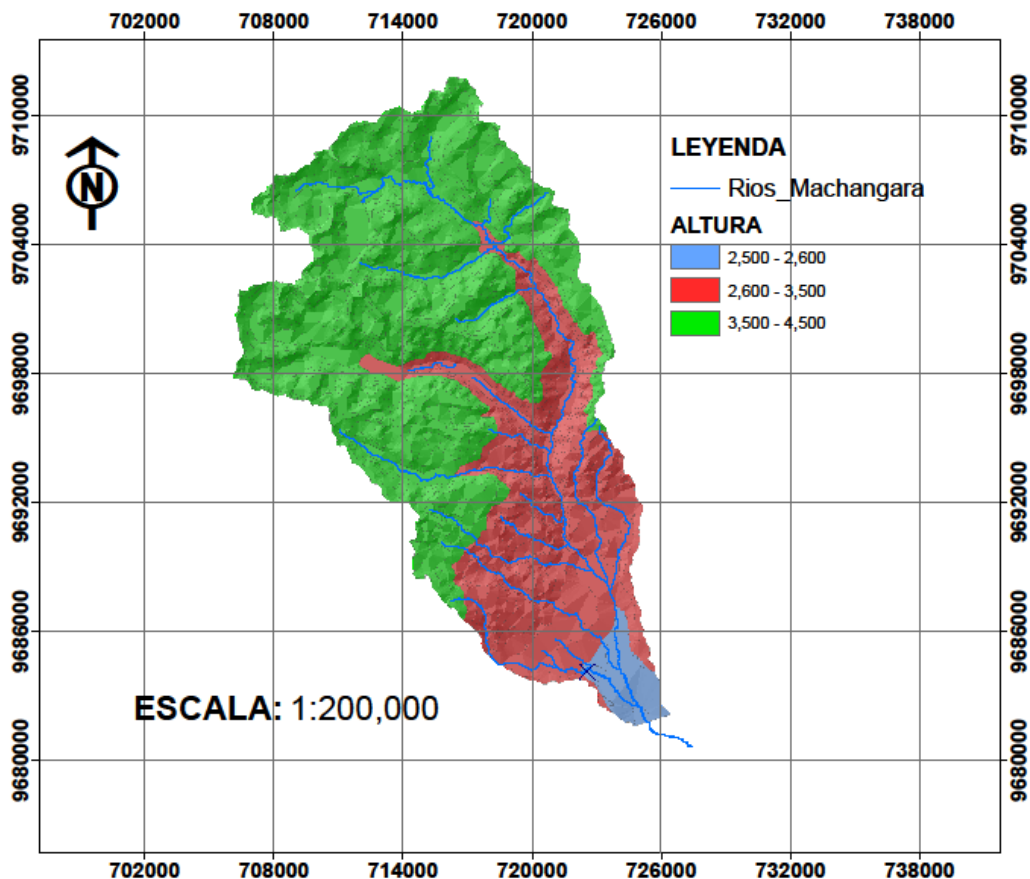 702000 708000 714000 720000 726000 732000 738000
9710000 9710000
N
LEYENDA
Rios_Machangara
ALTURA
9704000 9704000
2,500 - 2,600
2,600 - 3,500
3,500 - 4,500
9698000 9698000
9692000 9692000
9686000 9686000
ESCALA: 1:200,000
9680000 9680000
702000 708000 714000 720000 726000 732000 738000